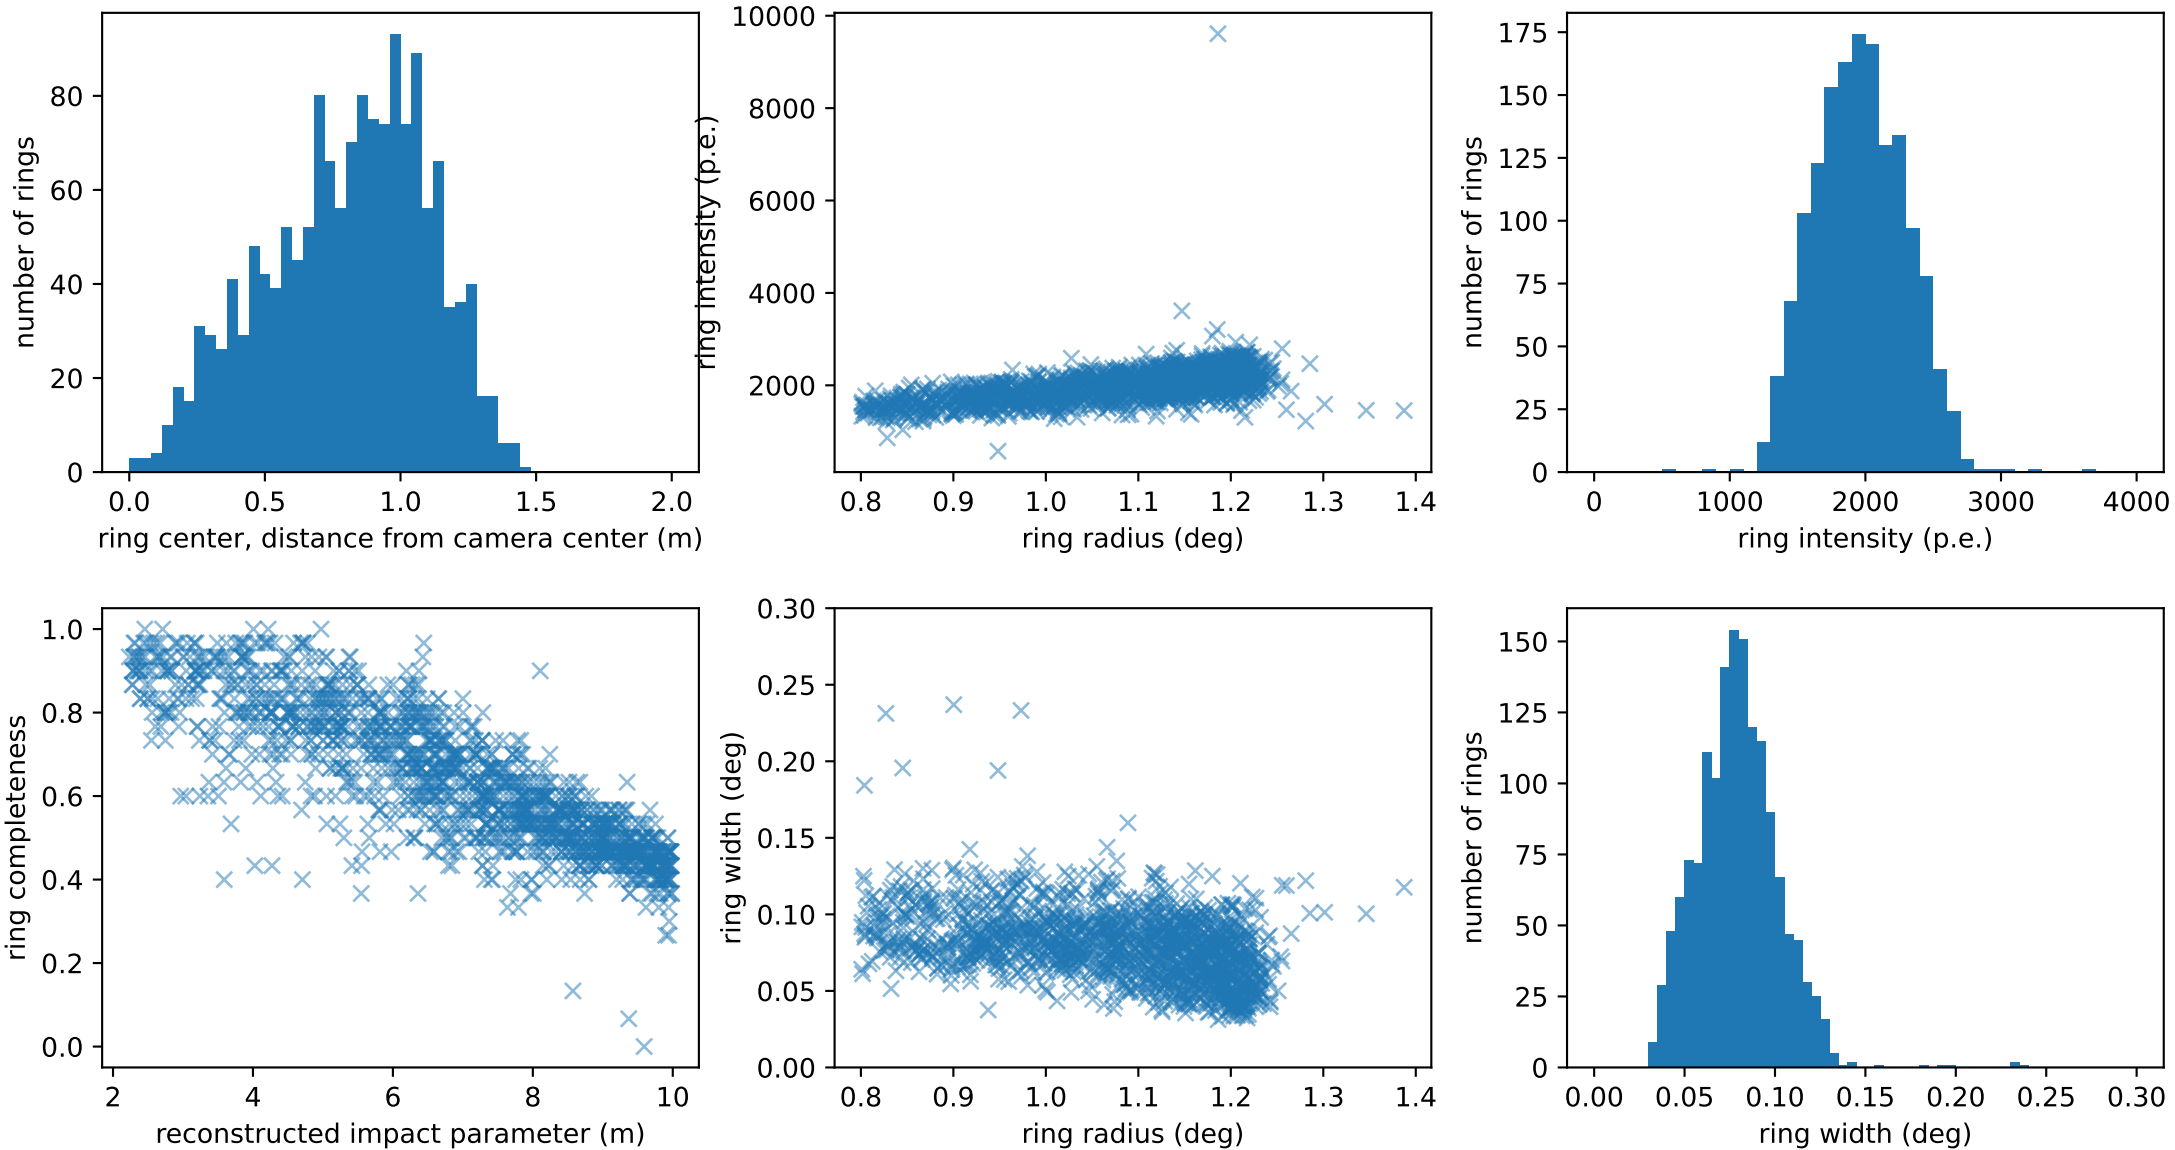 number of rings
80
60
40
20
0
0.0 0.5 1.0 1.5 2.0
ring center, distance from camera center (m)
ring intensity (p.e.)
10000
8000
6000
4000
2000
0.8 0.9 1.0 1.1 1.2 1.3 1.4
ring radius (deg)
number of rings
175
150
125
100
75
50
25
0
0 1000 2000 3000 4000
ring intensity (p.e.)
ring completeness
1.0
0.8
0.6
0.4
0.2
0.0
2 4 6 8 10
reconstructed impact parameter (m)
ring width (deg)
0.30
0.25
0.20
0.15
0.10
0.05
0.00
0.8 0.9 1.0 1.1 1.2 1.3 1.4
ring radius (deg)
number of rings
150
125
100
75
50
25
0
0.00 0.05 0.10 0.15 0.20 0.25 0.30
ring width (deg)